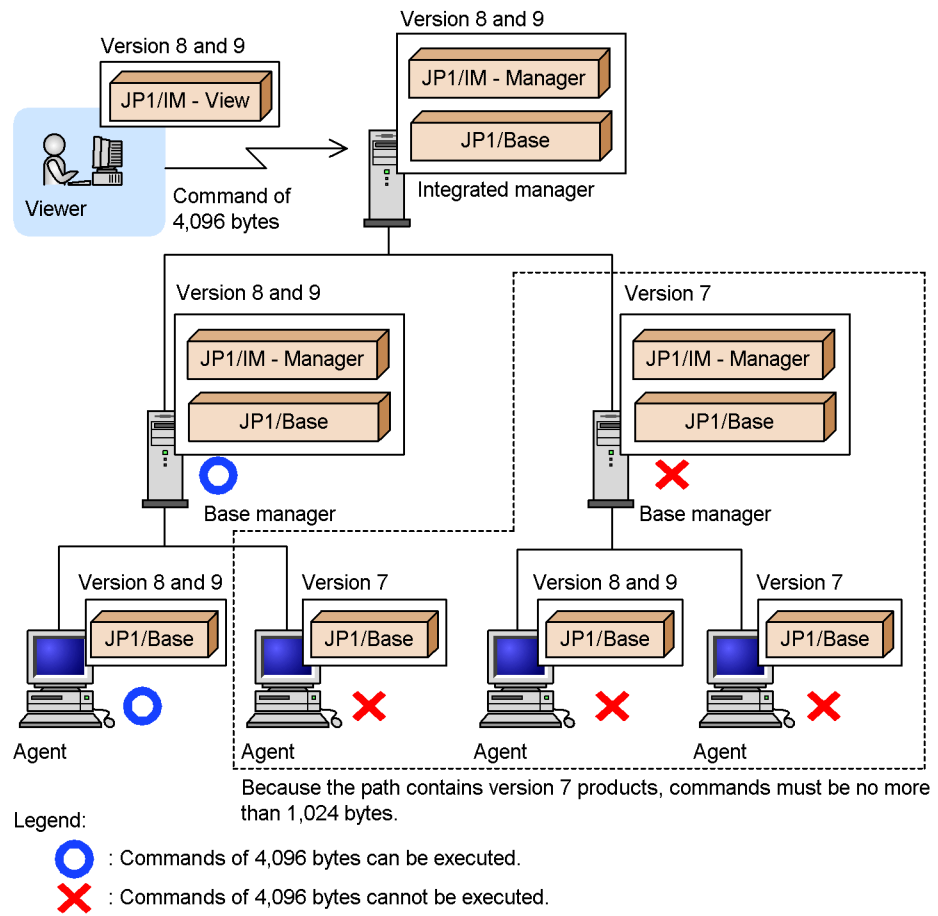 Version 8 and 9
JP1/IM - View
Viewer
Command of
4,096 bytes
Version 8 and 9
JP1/IM - Manager
JP1/Base
Integrated manager
Version 8 and 9
JP1/IM - Manager
JP1/Base
Base manager
Version 7
JP1/IM - Manager
JP1/Base
Base manager
Version 8 and 9
JP1/Base
Agent
Version 7
JP1/Base
Agent
Version 8 and 9
JP1/Base
Agent
Version 7
JP1/Base
Agent
Because the path contains version 7 products, commands must be no more
than 1,024 bytes.
Legend:
: Commands of 4,096 bytes can be executed.
: Commands of 4,096 bytes cannot be executed.